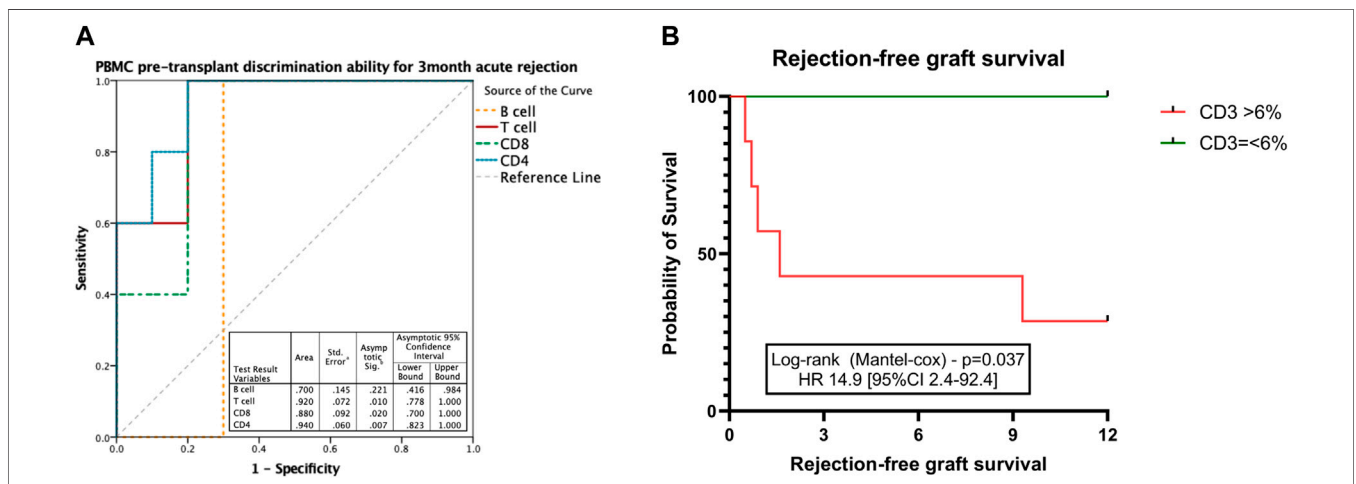 A
PBMC pre-transplant discrimination ability for 3month acute rejection
Source of the Curve
B cell
T cell
CD8
CD4
Reference Line
1.0
0.8
0.6
0.4
0.2
0.0
Sensitivity
0.0 0.2 0.4 0.6 0.8 1.0
1 - Specificity
Test Result Variables Area Std. Errorᵃ Asymp totic Sig.ᵇ Asymptotic 95% Confidence Interval
Lower Bound Upper Bound
B cell .700 .145 .221 .416 .984
T cell .920 .072 .010 .778 1.000
CD8 .880 .092 .020 .700 1.000
CD4 .940 .060 .007 .823 1.000
B
Rejection-free graft survival
CD3 >6%
CD3=<6%
100
50
0
Probability of Survival
Log-rank (Mantel-cox) - p=0.037
HR 14.9 [95%CI 2.4-92.4]
0 3 6 9 12
Rejection-free graft survival